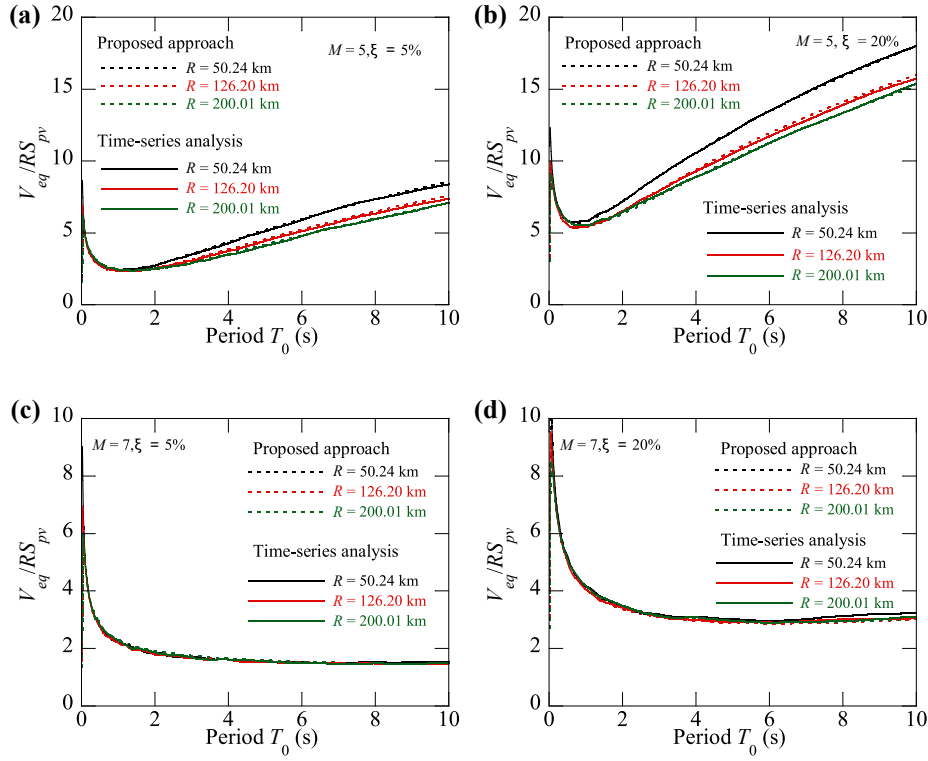 (a)
20
15
10
5
0
V_eq/RS_pv
Proposed approach
M = 5,ξ = 5%
R = 50.24 km
R = 126.20 km
R = 200.01 km
Time-series analysis
R = 50.24 km
R = 126.20 km
R = 200.01 km
0 2 4 6 8 10
Period T_0 (s)
(b)
20
15
10
5
0
V_eq/RS_pv
Proposed approach
M = 5, ξ = 20%
R = 50.24 km
R = 126.20 km
R = 200.01 km
Time-series analysis
R = 50.24 km
R = 126.20 km
R = 200.01 km
0 2 4 6 8 10
Period T_0 (s)
(c)
10
8
6
4
2
0
V_eq/RS_pv
M = 7,ξ = 5%
Proposed approach
R = 50.24 km
R = 126.20 km
R = 200.01 km
Time-series analysis
R = 50.24 km
R = 126.20 km
R = 200.01 km
0 2 4 6 8 10
Period T_0 (s)
(d)
10
8
6
4
2
0
V_eq/RS_pv
M = 7,ξ = 20%
Proposed approach
R = 50.24 km
R = 126.20 km
R = 200.01 km
Time-series analysis
R = 50.24 km
R = 126.20 km
R = 200.01 km
0 2 4 6 8 10
Period T_0 (s)